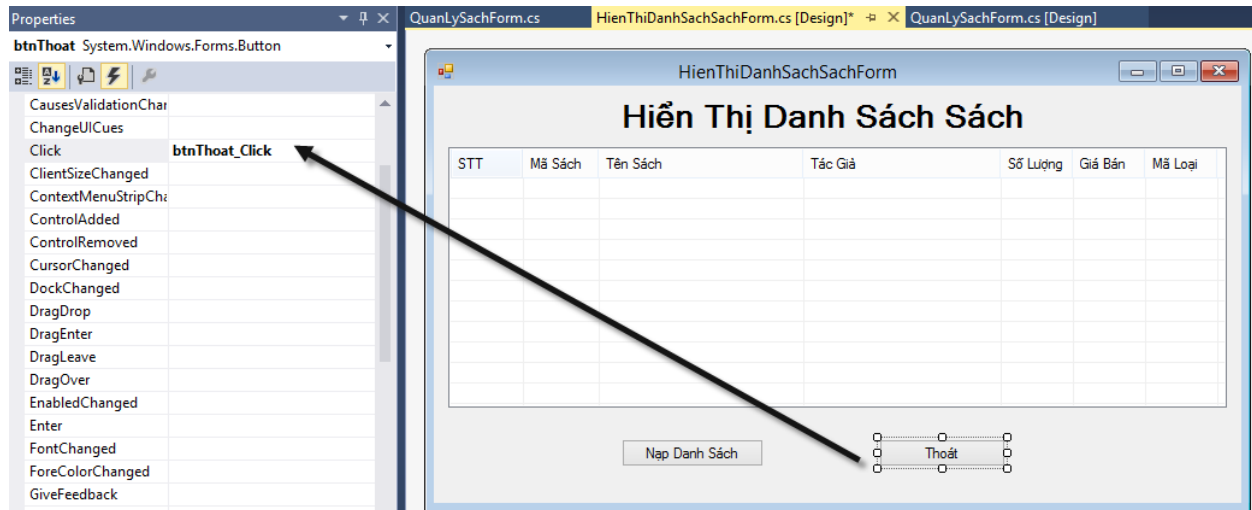 Properties
btnThoat System.Windows.Forms.Button
CausesValidationChar
ChangeUICues
Click btnThoat_Click
ClientSizeChanged
ContextMenuStripCha
ControlAdded
ControlRemoved
CursorChanged
DockChanged
DragDrop
DragEnter
DragLeave
DragOver
EnabledChanged
Enter
FontChanged
ForeColorChanged
GiveFeedback
QuanLySachForm.cs HienThiDanhSachSachForm.cs [Design]* QuanLySachForm.cs [Design]
HienThiDanhSachSachForm
Hiển Thị Danh Sách Sách
STT Mã Sách Tên Sách Tác Giả Số Lượng Giá Bán Mã Loại
Nạp Danh Sách Thoát